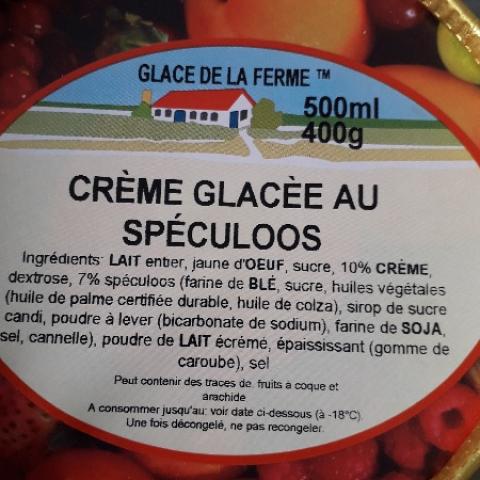 GLACE DE LA FERME ™
500ml
400g
CRÈME GLACÈE AU
SPÉCULOOS
Ingrédients: LAIT entier, jaune d'OEUF, sucre, 10% CRÈME,
dextrose, 7% spéculoos (farine de BLÉ, sucre, huiles végétales
(huile de palme certifiée durable, huile de colza), sirop de sucre
candi, poudre à lever (bicarbonate de sodium), farine de SOJA,
sel, cannelle), poudre de LAIT écrémé, épaississant (gomme de
caroube), sel
Peut contenir des traces de fruits à coque et
arachide
A consommer jusqu'au: voir date ci-dessous (à -18°C).
Une fois décongelé, ne pas recongeler.